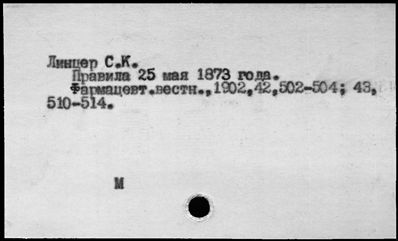 Линцер С.К.
Правила 25 мая 1873 года.
Фармацевт.вестн.,1902,42,502-504; 43,
510-514.
М